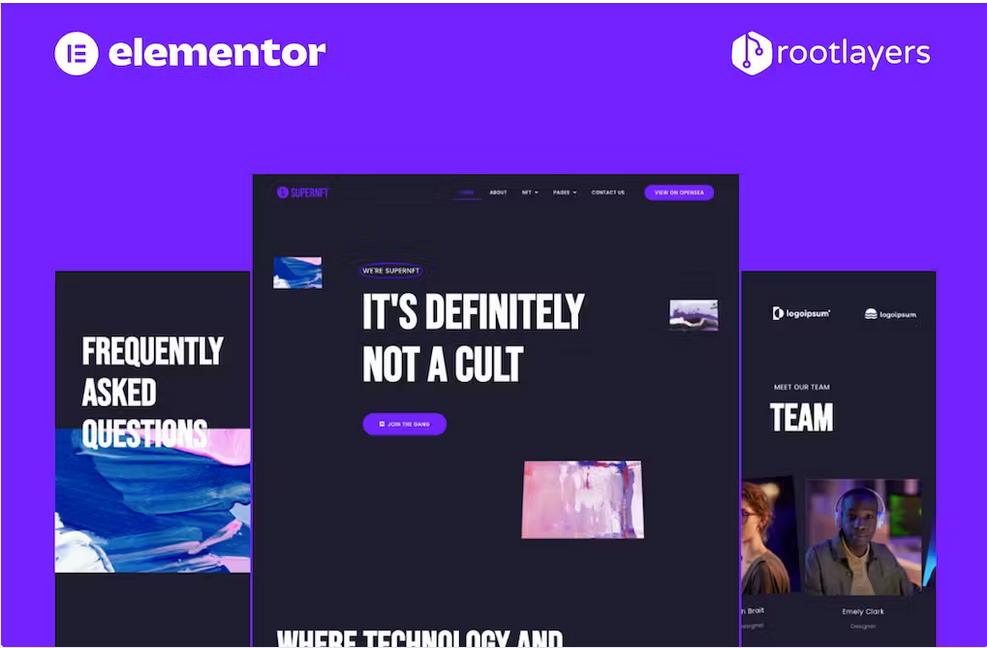 elementor
rootlayers
SUPERNFT
HOME ABOUT NFT PAGES CONTACT US VIEW ON OPENSEA
WE'RE SUPERNFT
IT'S DEFINITELY
NOT A CULT
JOIN THE GANG
WHERE TECHNOLOGY AND
FREQUENTLY
ASKED
QUESTIONS
logoipsum logoipsum
MEET OUR TEAM
TEAM
n Brait
Designer
Emely Clark
Designer